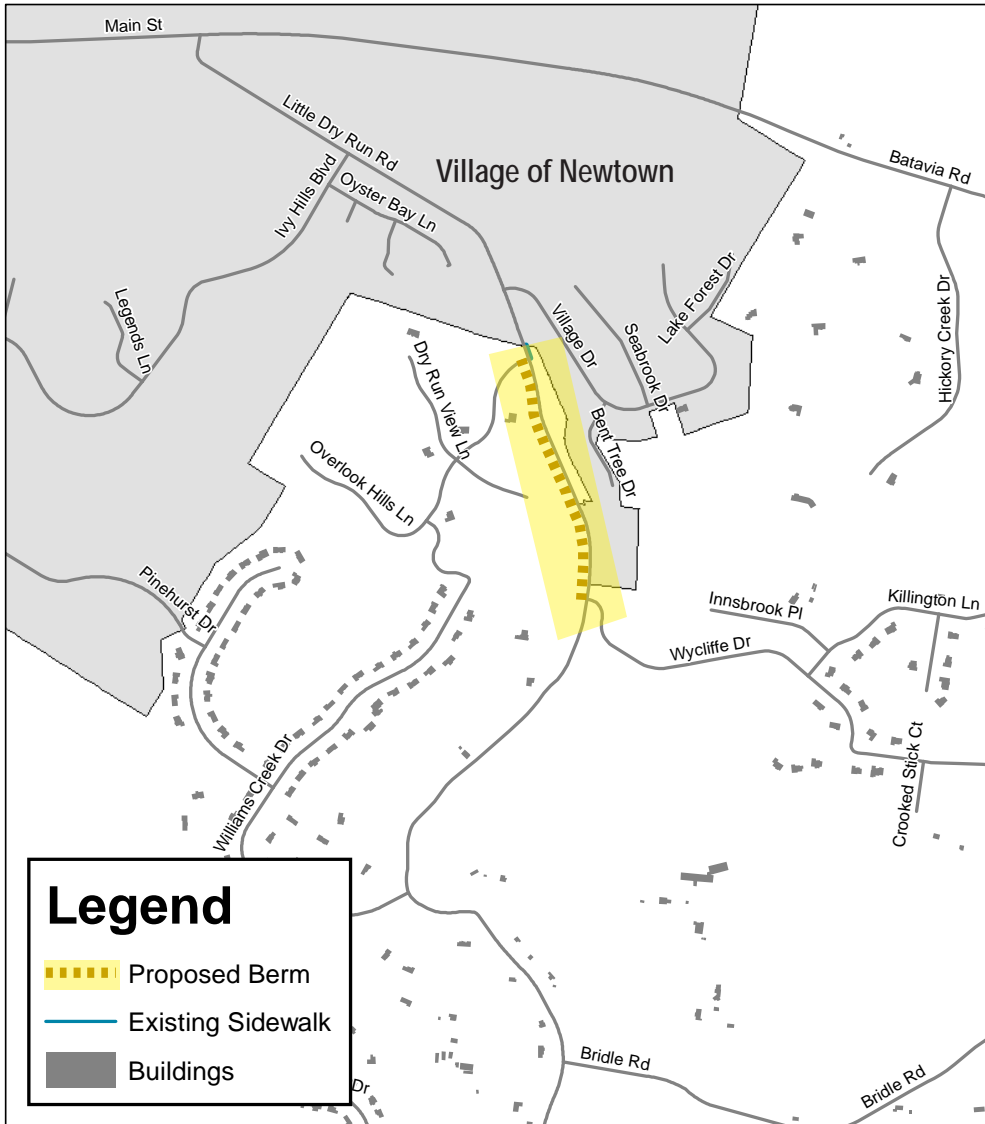 Main St
Little Dry Run Rd
Village of Newtown
Batavia Rd
Ivy Hills Blvd
Oyster Bay Ln
Legends Ln
Lake Forest Dr
Village Dr
Seabrook Dr
Hickory Creek Dr
Dry Run View Ln
Bent Tree Dr
Overlook Hills Ln
Pinehurst Dr
Innsbrook Pl
Killington Ln
Wycliffe Dr
Williams Creek Dr
Crooked Stick Ct
Legend
Proposed Berm
Existing Sidewalk
Buildings
Dr
Bridle Rd
Bridle Rd